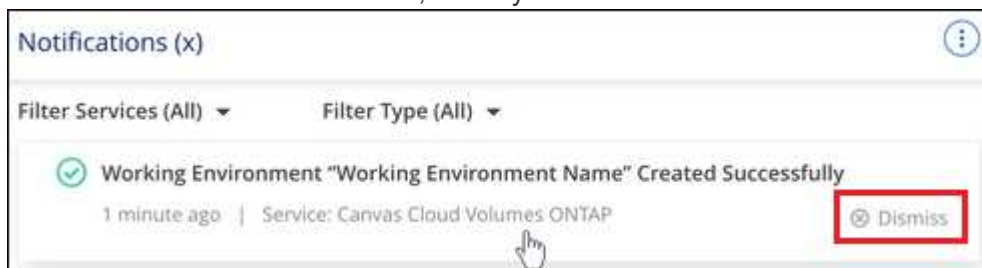 Notifications (x)
Filter Services (All) Filter Type (All)
Working Environment “Working Environment Name” Created Successfully
1 minute ago | Service: Canvas Cloud Volumes ONTAP Dismiss